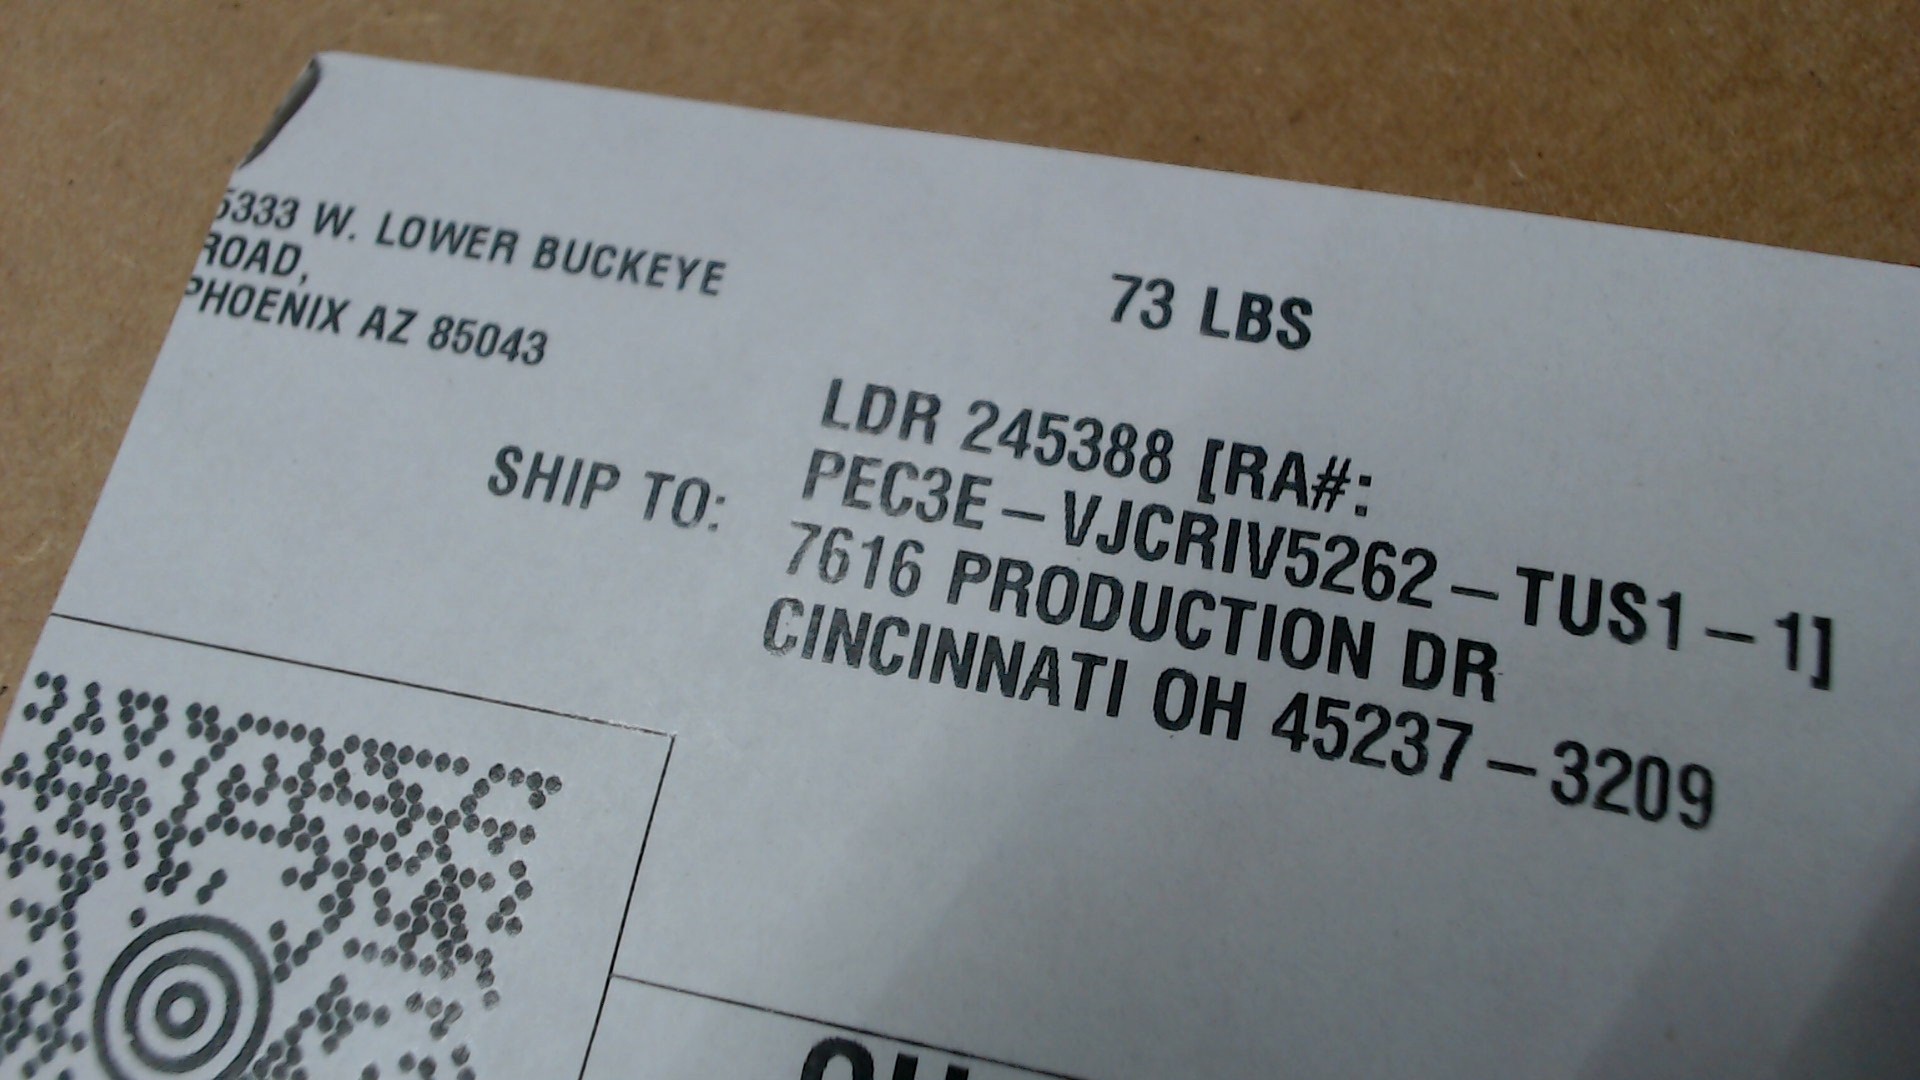 5333 W. LOWER BUCKEYE
ROAD,
PHOENIX AZ 85043
73 LBS
SHIP TO:
LDR 245388 [RA#:
PEC3E-VJCRIV5262-TUS1-1]
7616 PRODUCTION DR
CINCINNATI OH 45237-3209